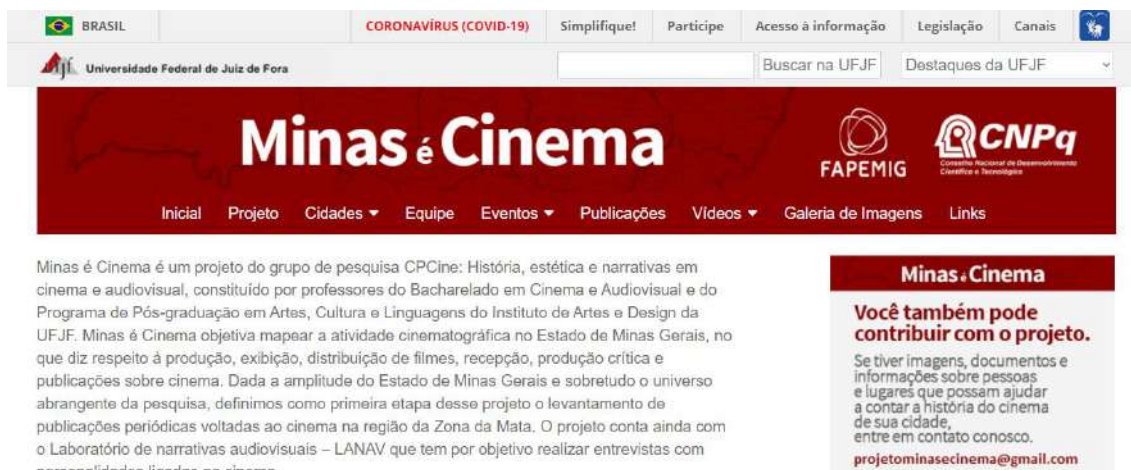 BRASIL
CORONAVÍRUS (COVID-19)
Simplifique!
Participe
Acesso à informação
Legislação
Canais
ufjf
Universidade Federal de Juiz de Fora
Buscar na UFJF
Destaques da UFJF
Minas é Cinema
FAPEMIG
CNPq
Conselho Nacional de Desenvolvimento
Científico e Tecnológico
Inicial
Projeto
Cidades
Equipe
Eventos
Publicações
Vídeos
Galeria de Imagens
Links
Minas é Cinema é um projeto do grupo de pesquisa CPCine: História, estética e narrativas em
cinema e audiovisual, constituído por professores do Bacharelado em Cinema e Audiovisual e do
Programa de Pós-graduação em Artes, Cultura e Linguagens do Instituto de Artes e Design da
UFJF. Minas é Cinema objetiva mapear a atividade cinematográfica no Estado de Minas Gerais, no
que diz respeito à produção, exibição, distribuição de filmes, recepção, produção crítica e
publicações sobre cinema. Dada a amplitude do Estado de Minas Gerais e sobretudo o universo
abrangente da pesquisa, definimos como primeira etapa desse projeto o levantamento de
publicações periódicas voltadas ao cinema na região da Zona da Mata. O projeto conta ainda com
o Laboratório de narrativas audiovisuais – LANAV que tem por objetivo realizar entrevistas com
Minas é Cinema
Você também pode
contribuir com o projeto.
Se tiver imagens, documentos e
informações sobre pessoas
e lugares que possam ajudar
a contar a história do cinema
de sua cidade,
entre em contato conosco.
projetominasecinema@gmail.com